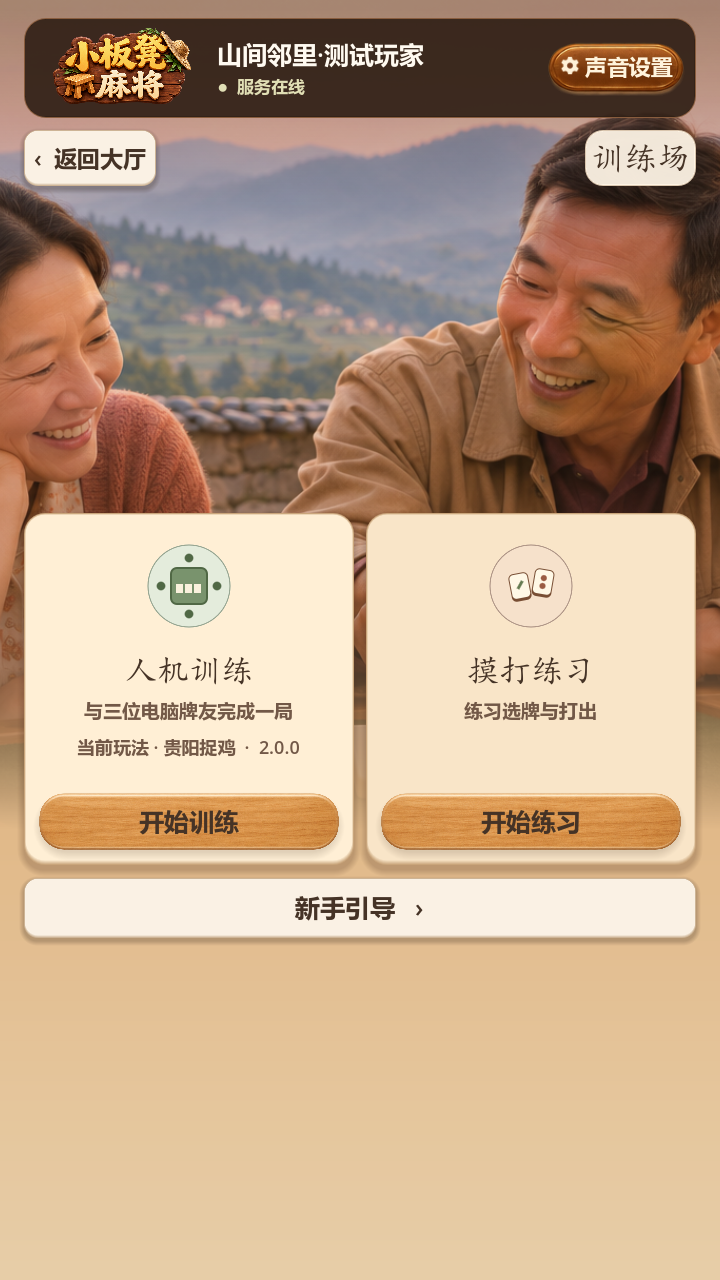 小板凳
麻将
山间邻里·测试玩家
● 服务在线
声音设置
‹ 返回大厅
训练场
人机训练
与三位电脑牌友完成一局
当前玩法 · 贵阳捉鸡 · 2.0.0
开始训练
摸打练习
练习选牌与打出
开始练习
新手引导 ›